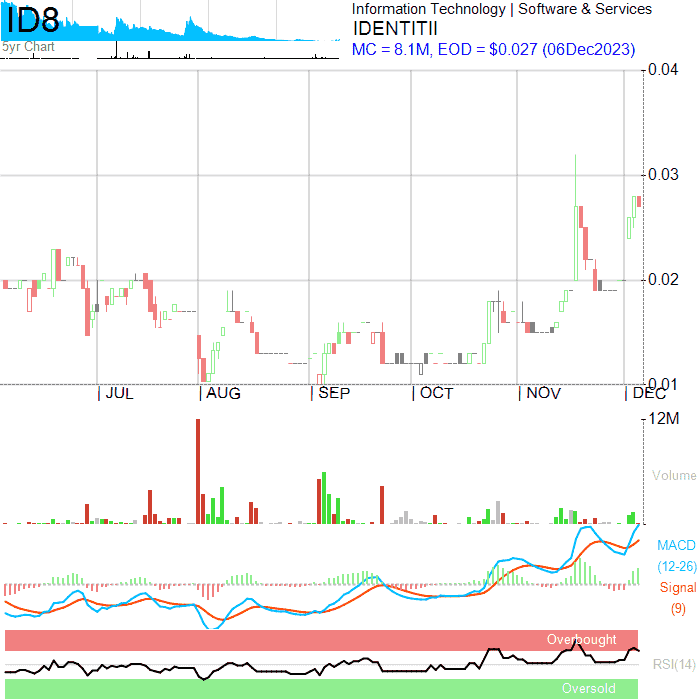 ID8
5yr Chart
Information Technology | Software & Services
IDENTITII
MC = 8.1M, EOD = $0.027 (06Dec2023)
0.04
0.03
0.02
0.01
JUL
AUG
SEP
OCT
NOV
DEC
12M
Volume
MACD
(12-26)
Signal
(9)
Overbought
RSI(14)
Oversold